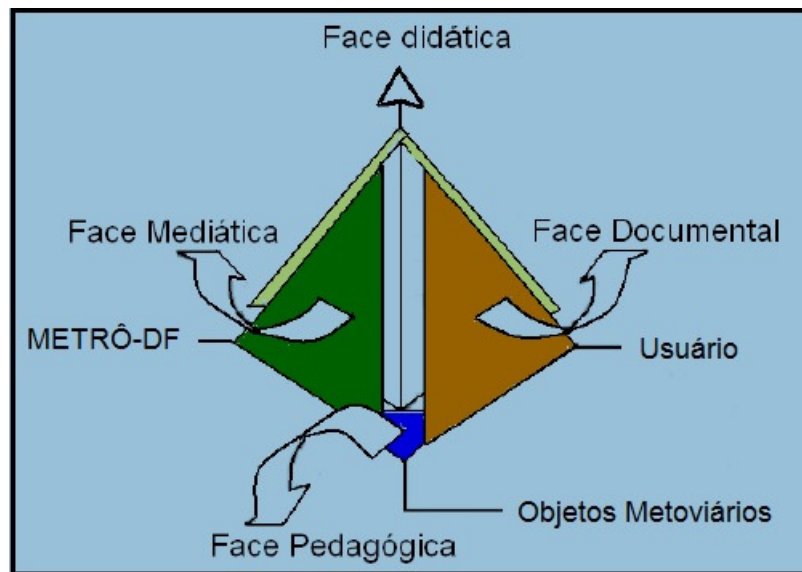 Face didática
Face Mediática
Face Documental
METRÔ-DF
Usuário
Objetos Metoviários
Face Pedagógica